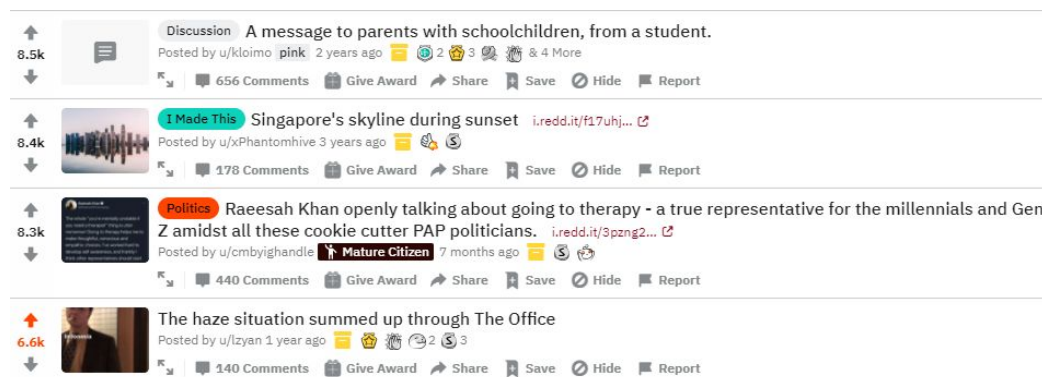 Discussion A message to parents with schoolchildren, from a student.
8.5k
Posted by u/kloimo pink 2 years ago 2 3 & 4 More
656 Comments Give Award Share Save Hide Report
I Made This Singapore's skyline during sunset i.redd.it/f17uhj...
8.4k
Posted by u/xPhantomhive 3 years ago
178 Comments Give Award Share Save Hide Report
Politics Raeesah Khan openly talking about going to therapy - a true representative for the millennials and Gen
8.3k
Z amidst all these cookie cutter PAP politicians. i.redd.it/3pzng2...
Posted by u/cmbyighandle Mature Citizen 7 months ago
440 Comments Give Award Share Save Hide Report
The haze situation summed up through The Office
6.6k
Posted by u/lzyan 1 year ago 2 3
140 Comments Give Award Share Save Hide Report